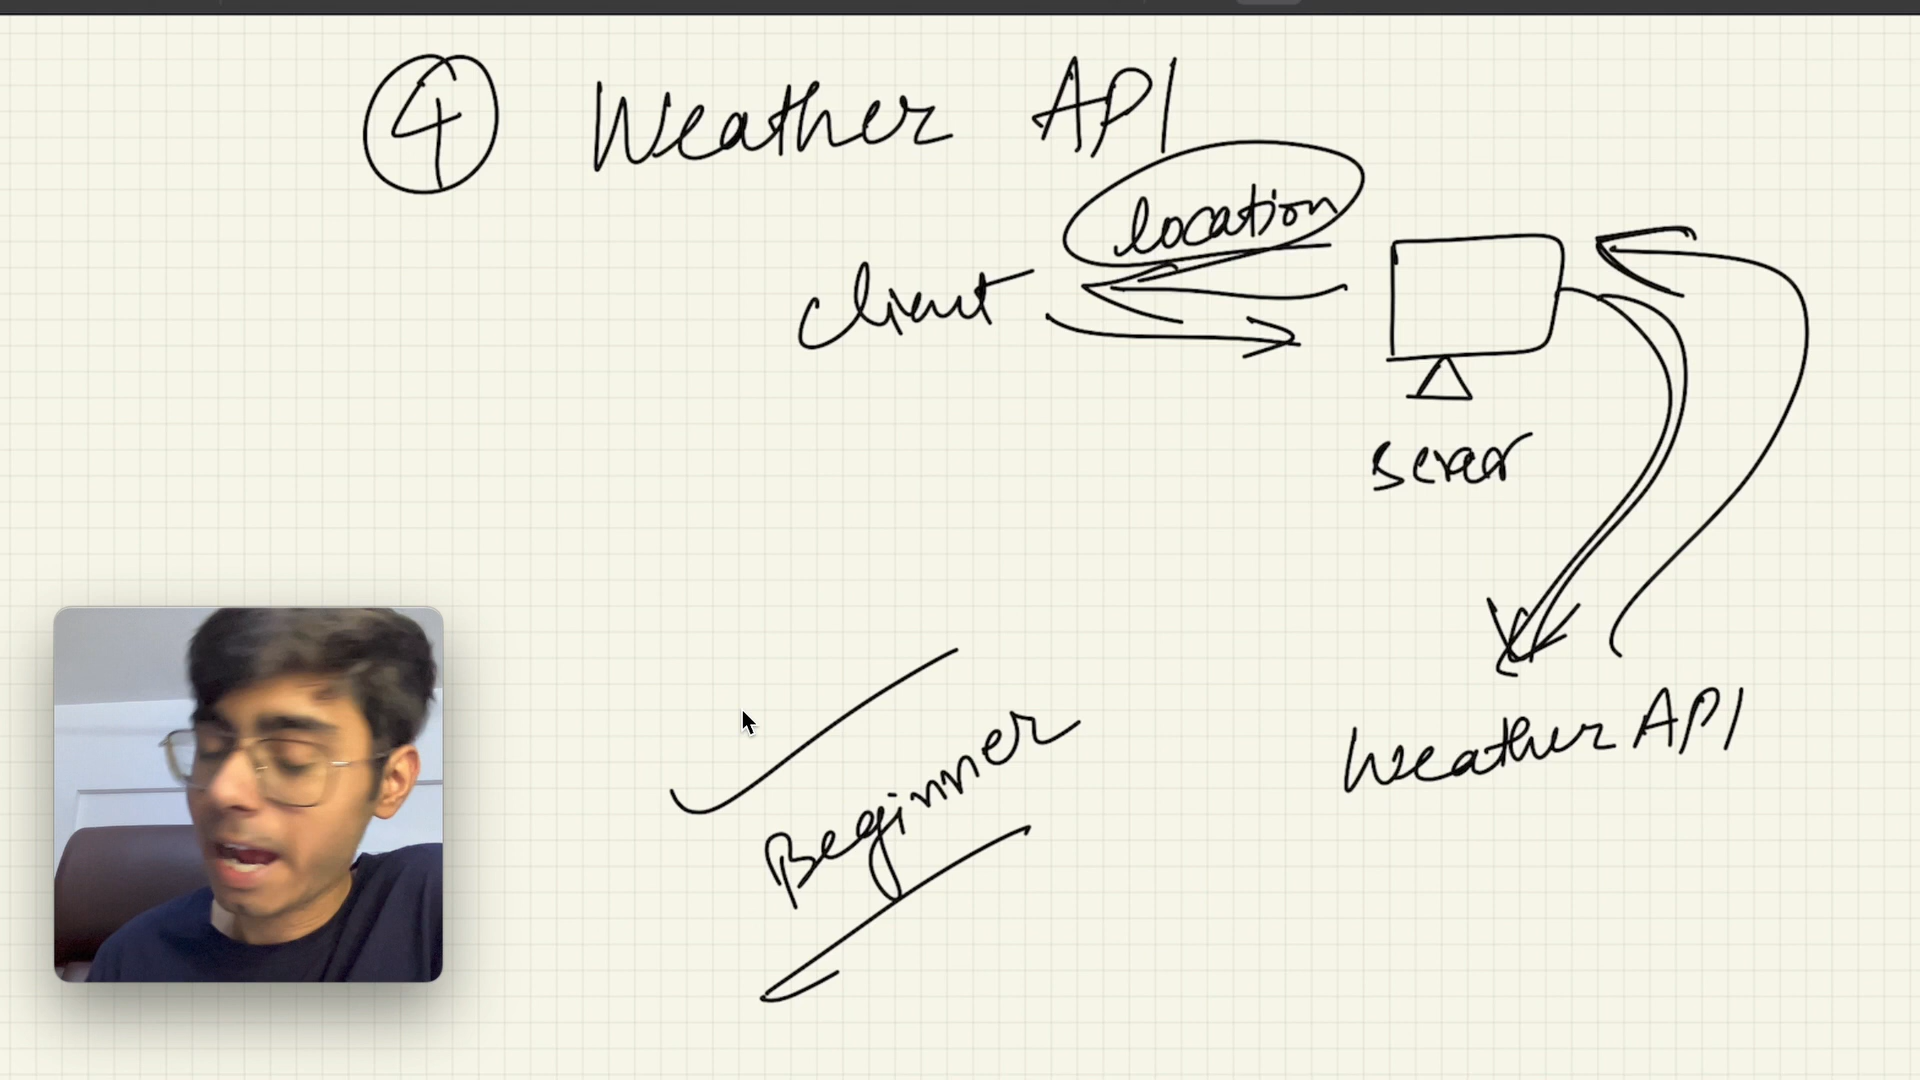 4 Weather API
location
client
server
Weather API
Beginner